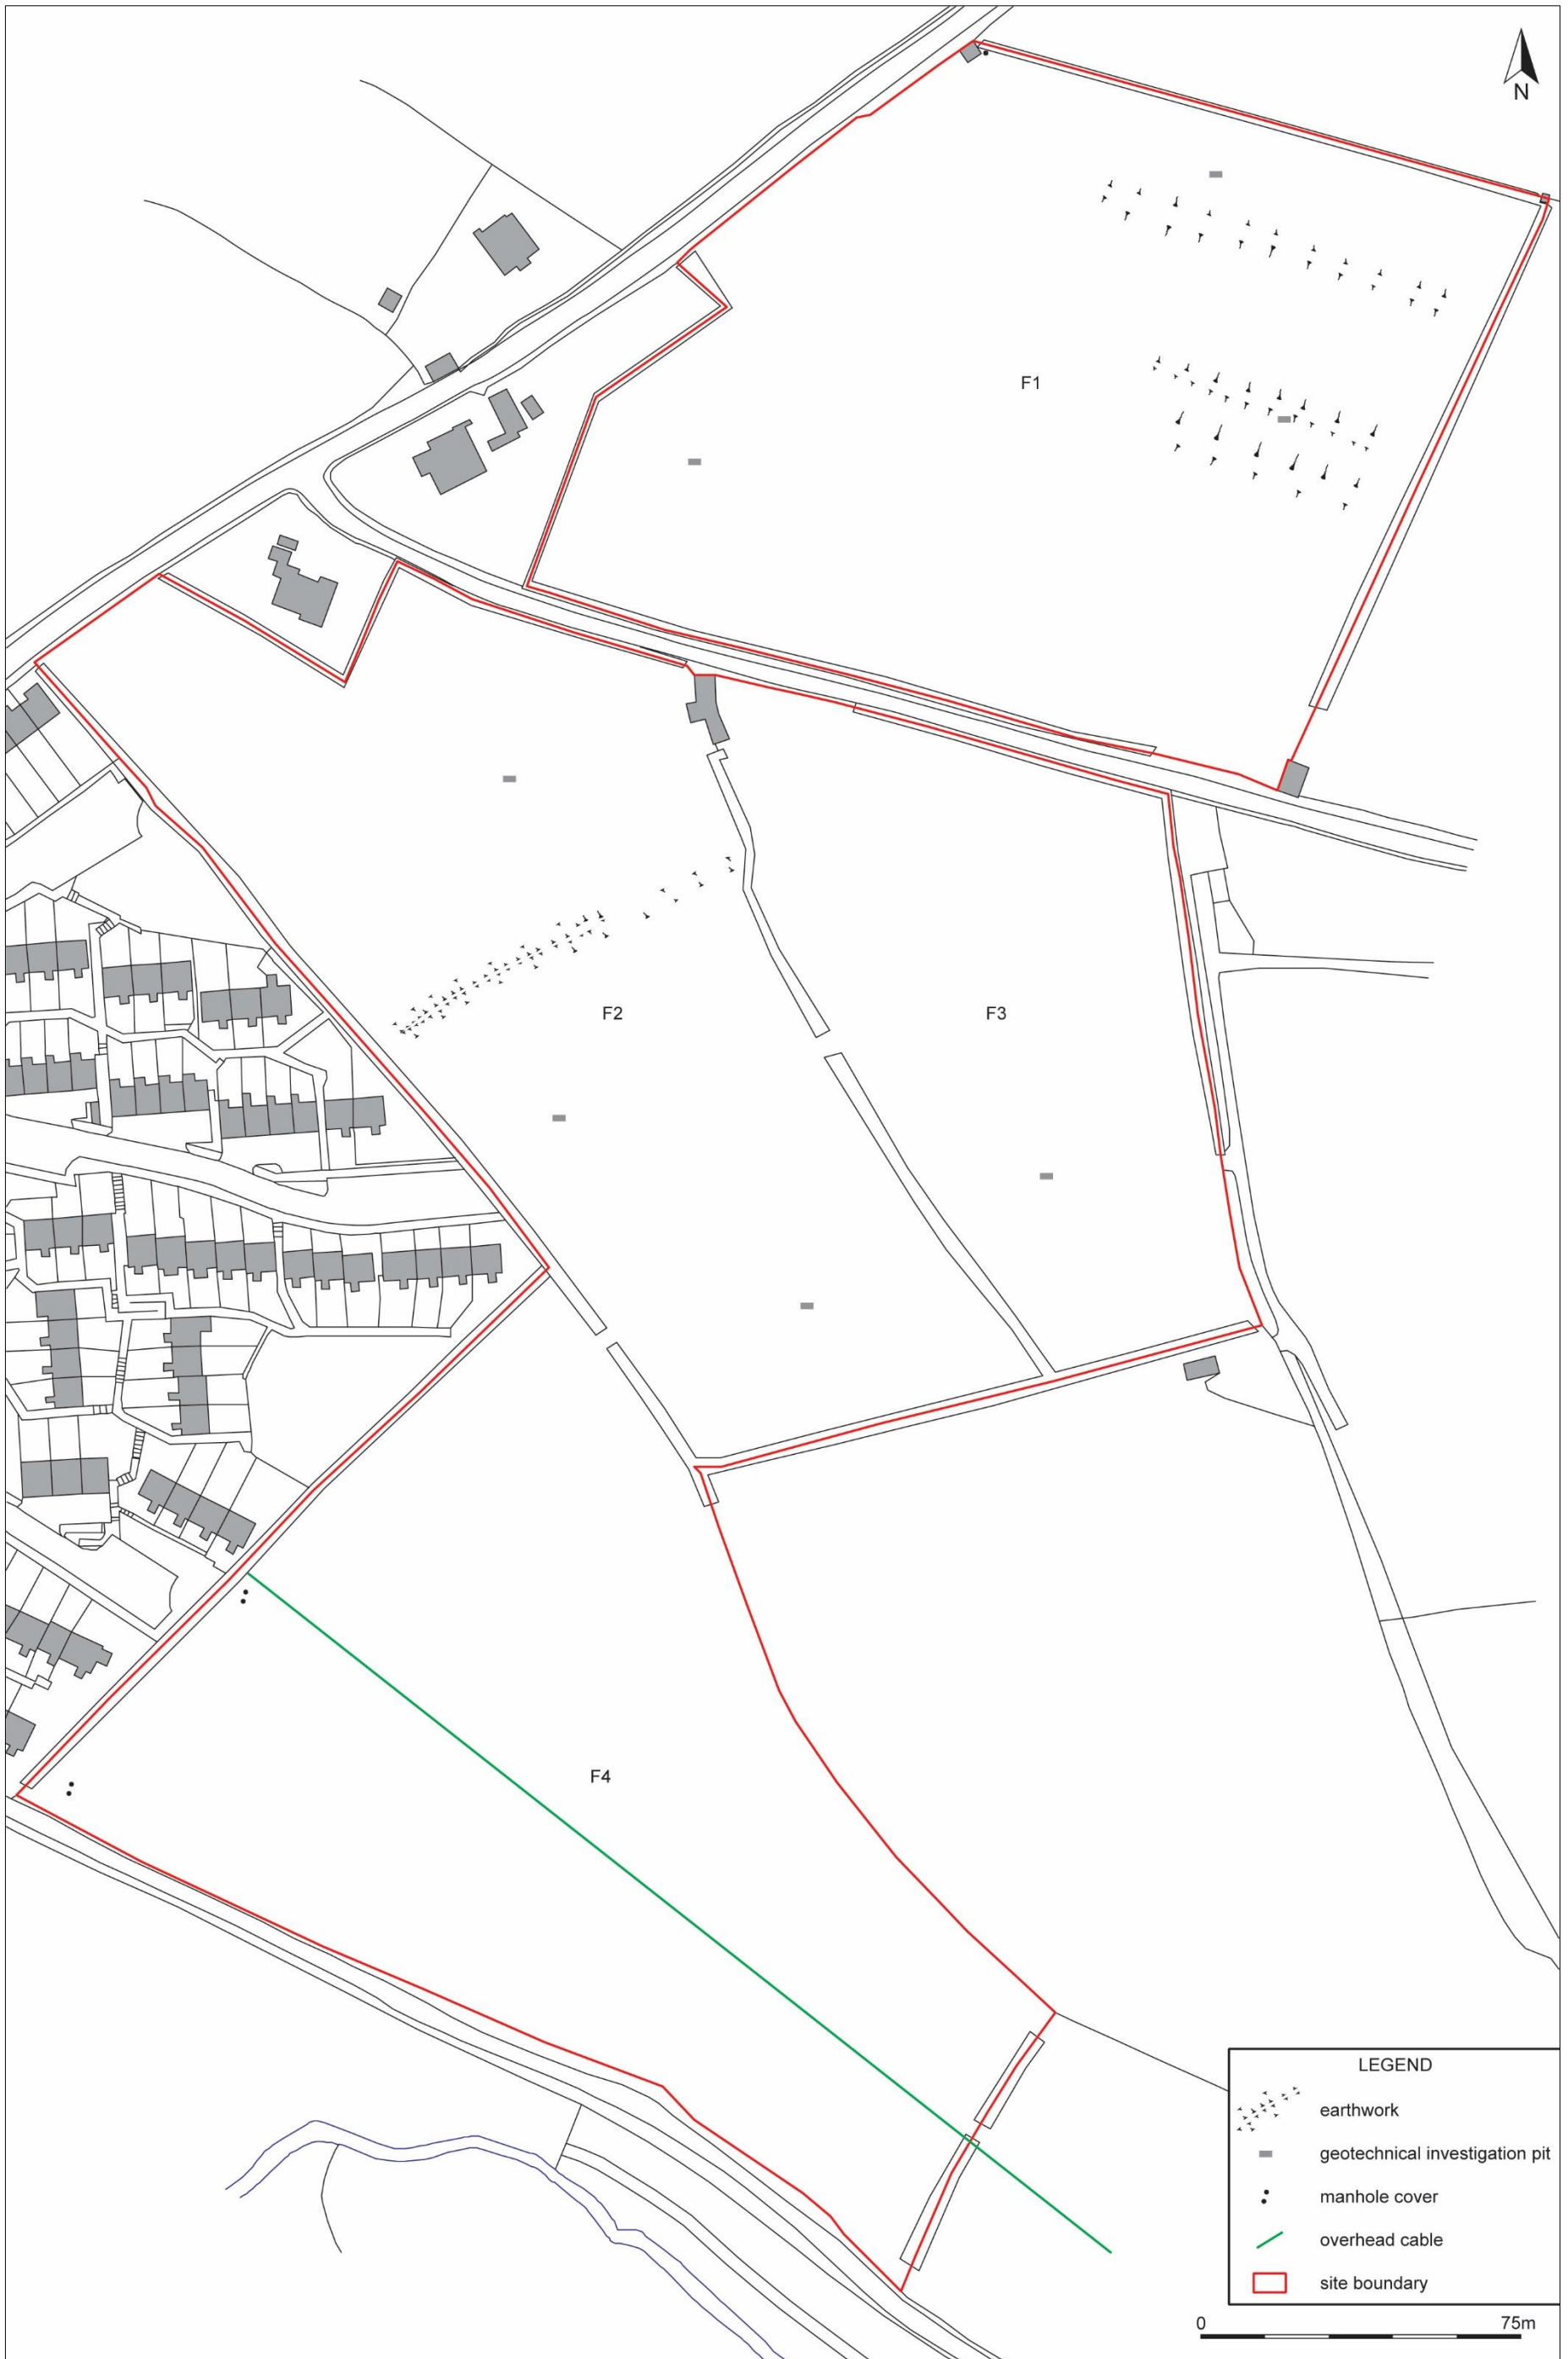 N
F1
F2
F3
F4
LEGEND
earthwork
geotechnical investigation pit
manhole cover
overhead cable
site boundary
0 75m